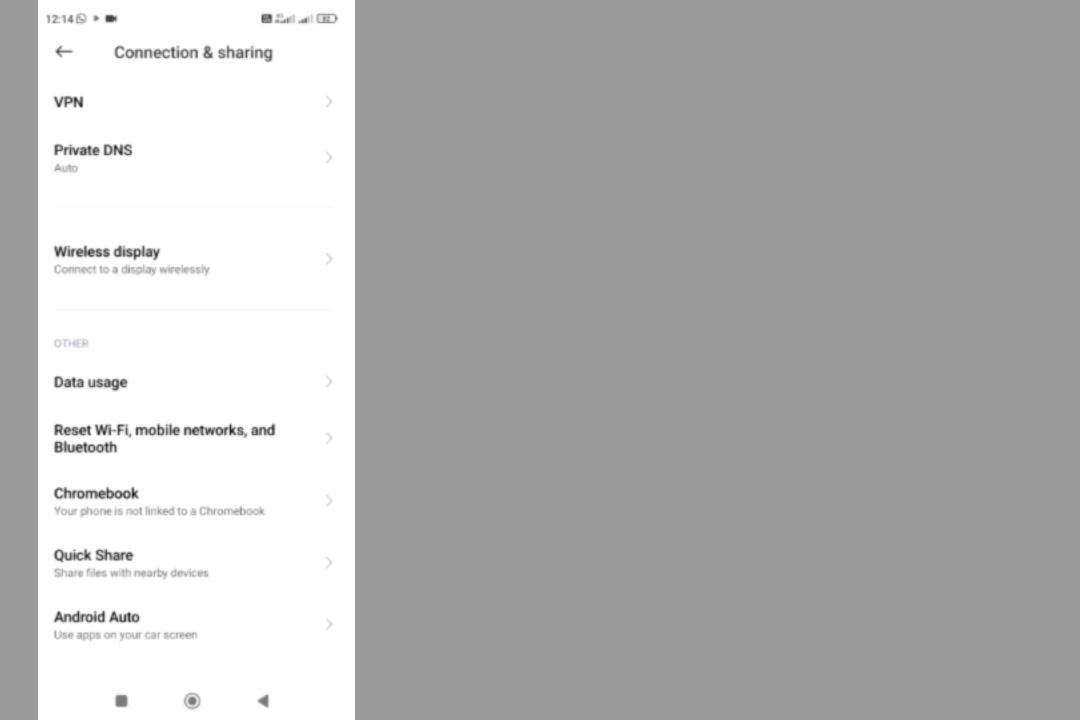 12:14
Connection & sharing
VPN
Private DNS
Auto
Wireless display
Connect to a display wirelessly
OTHER
Data usage
Reset Wi-Fi, mobile networks, and
Bluetooth
Chromebook
Your phone is not linked to a Chromebook
Quick Share
Share files with nearby devices
Android Auto
Use apps on your car screen